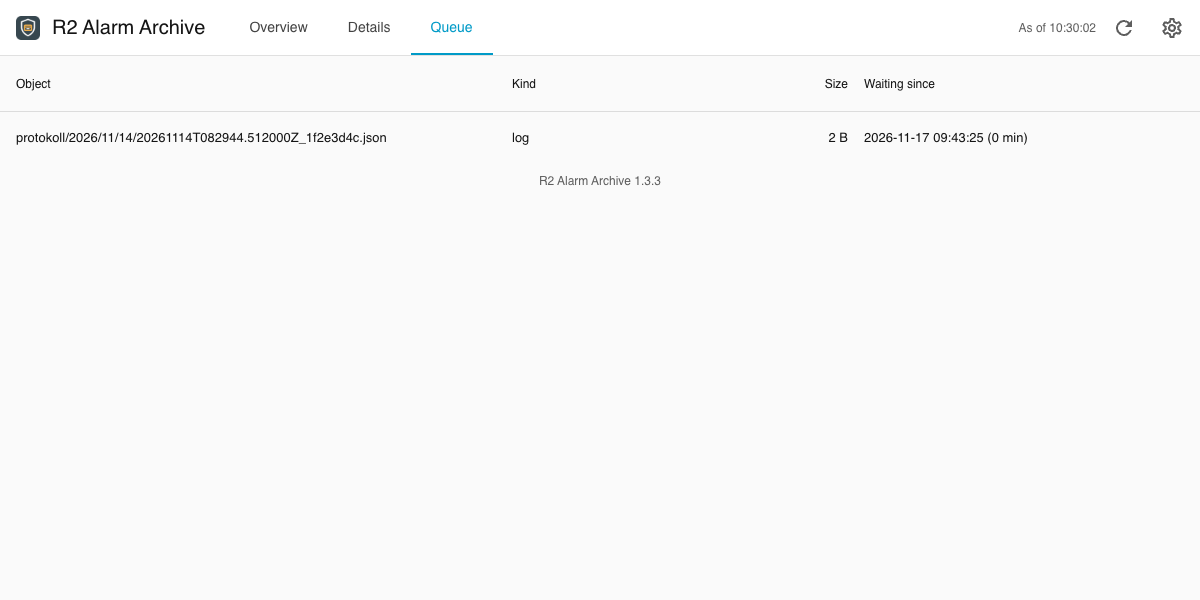 R2 Alarm Archive Overview Details Queue As of 10:30:02
Object Kind Size Waiting since
protokoll/2026/11/14/20261114T082944.512000Z_1f2e3d4c.json log 2 B 2026-11-17 09:43:25 (0 min)
R2 Alarm Archive 1.3.3